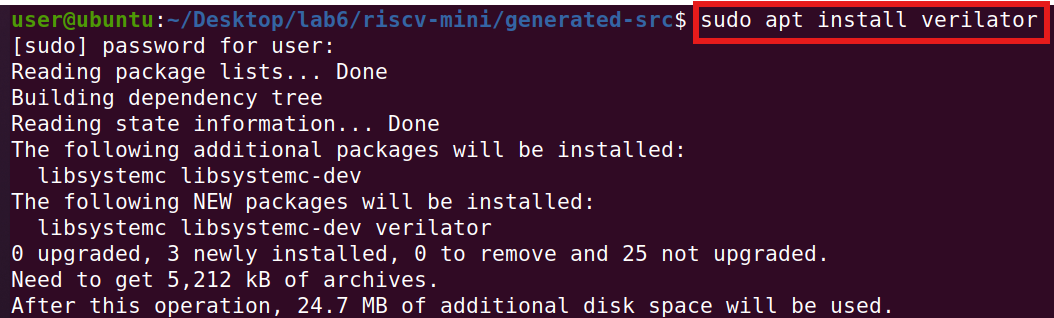 user@ubuntu:~/Desktop/lab6/riscv-mini/generated-src$ sudo apt install verilator
[sudo] password for user:
Reading package lists... Done
Building dependency tree
Reading state information... Done
The following additional packages will be installed:
  libsystemc libsystemc-dev
The following NEW packages will be installed:
  libsystemc libsystemc-dev verilator
0 upgraded, 3 newly installed, 0 to remove and 25 not upgraded.
Need to get 5,212 kB of archives.
After this operation, 24.7 MB of additional disk space will be used.